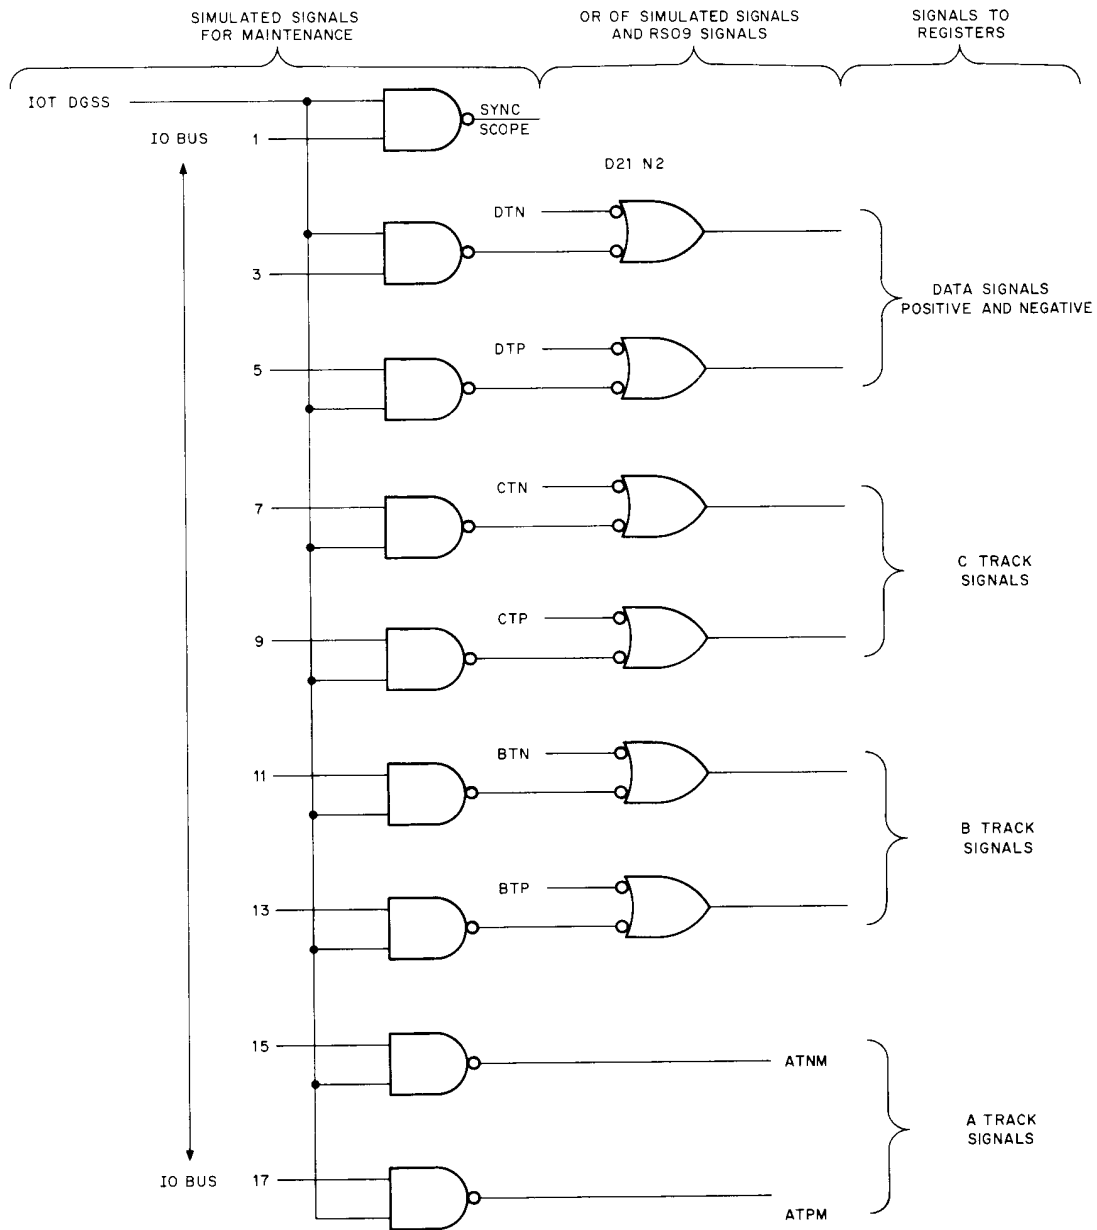 SIMULATED SIGNALS
FOR MAINTENANCE
OR OF SIMULATED SIGNALS
AND RS09 SIGNALS
SIGNALS TO
REGISTERS
IOT DGSS
SYNC
SCOPE
IO BUS
1
D21 N2
DTN
3
DATA SIGNALS
POSITIVE AND NEGATIVE
DTP
5
CTN
7
C TRACK
SIGNALS
CTP
9
BTN
11
B TRACK
SIGNALS
BTP
13
15
ATNM
A TRACK
SIGNALS
IO BUS
17
ATPM